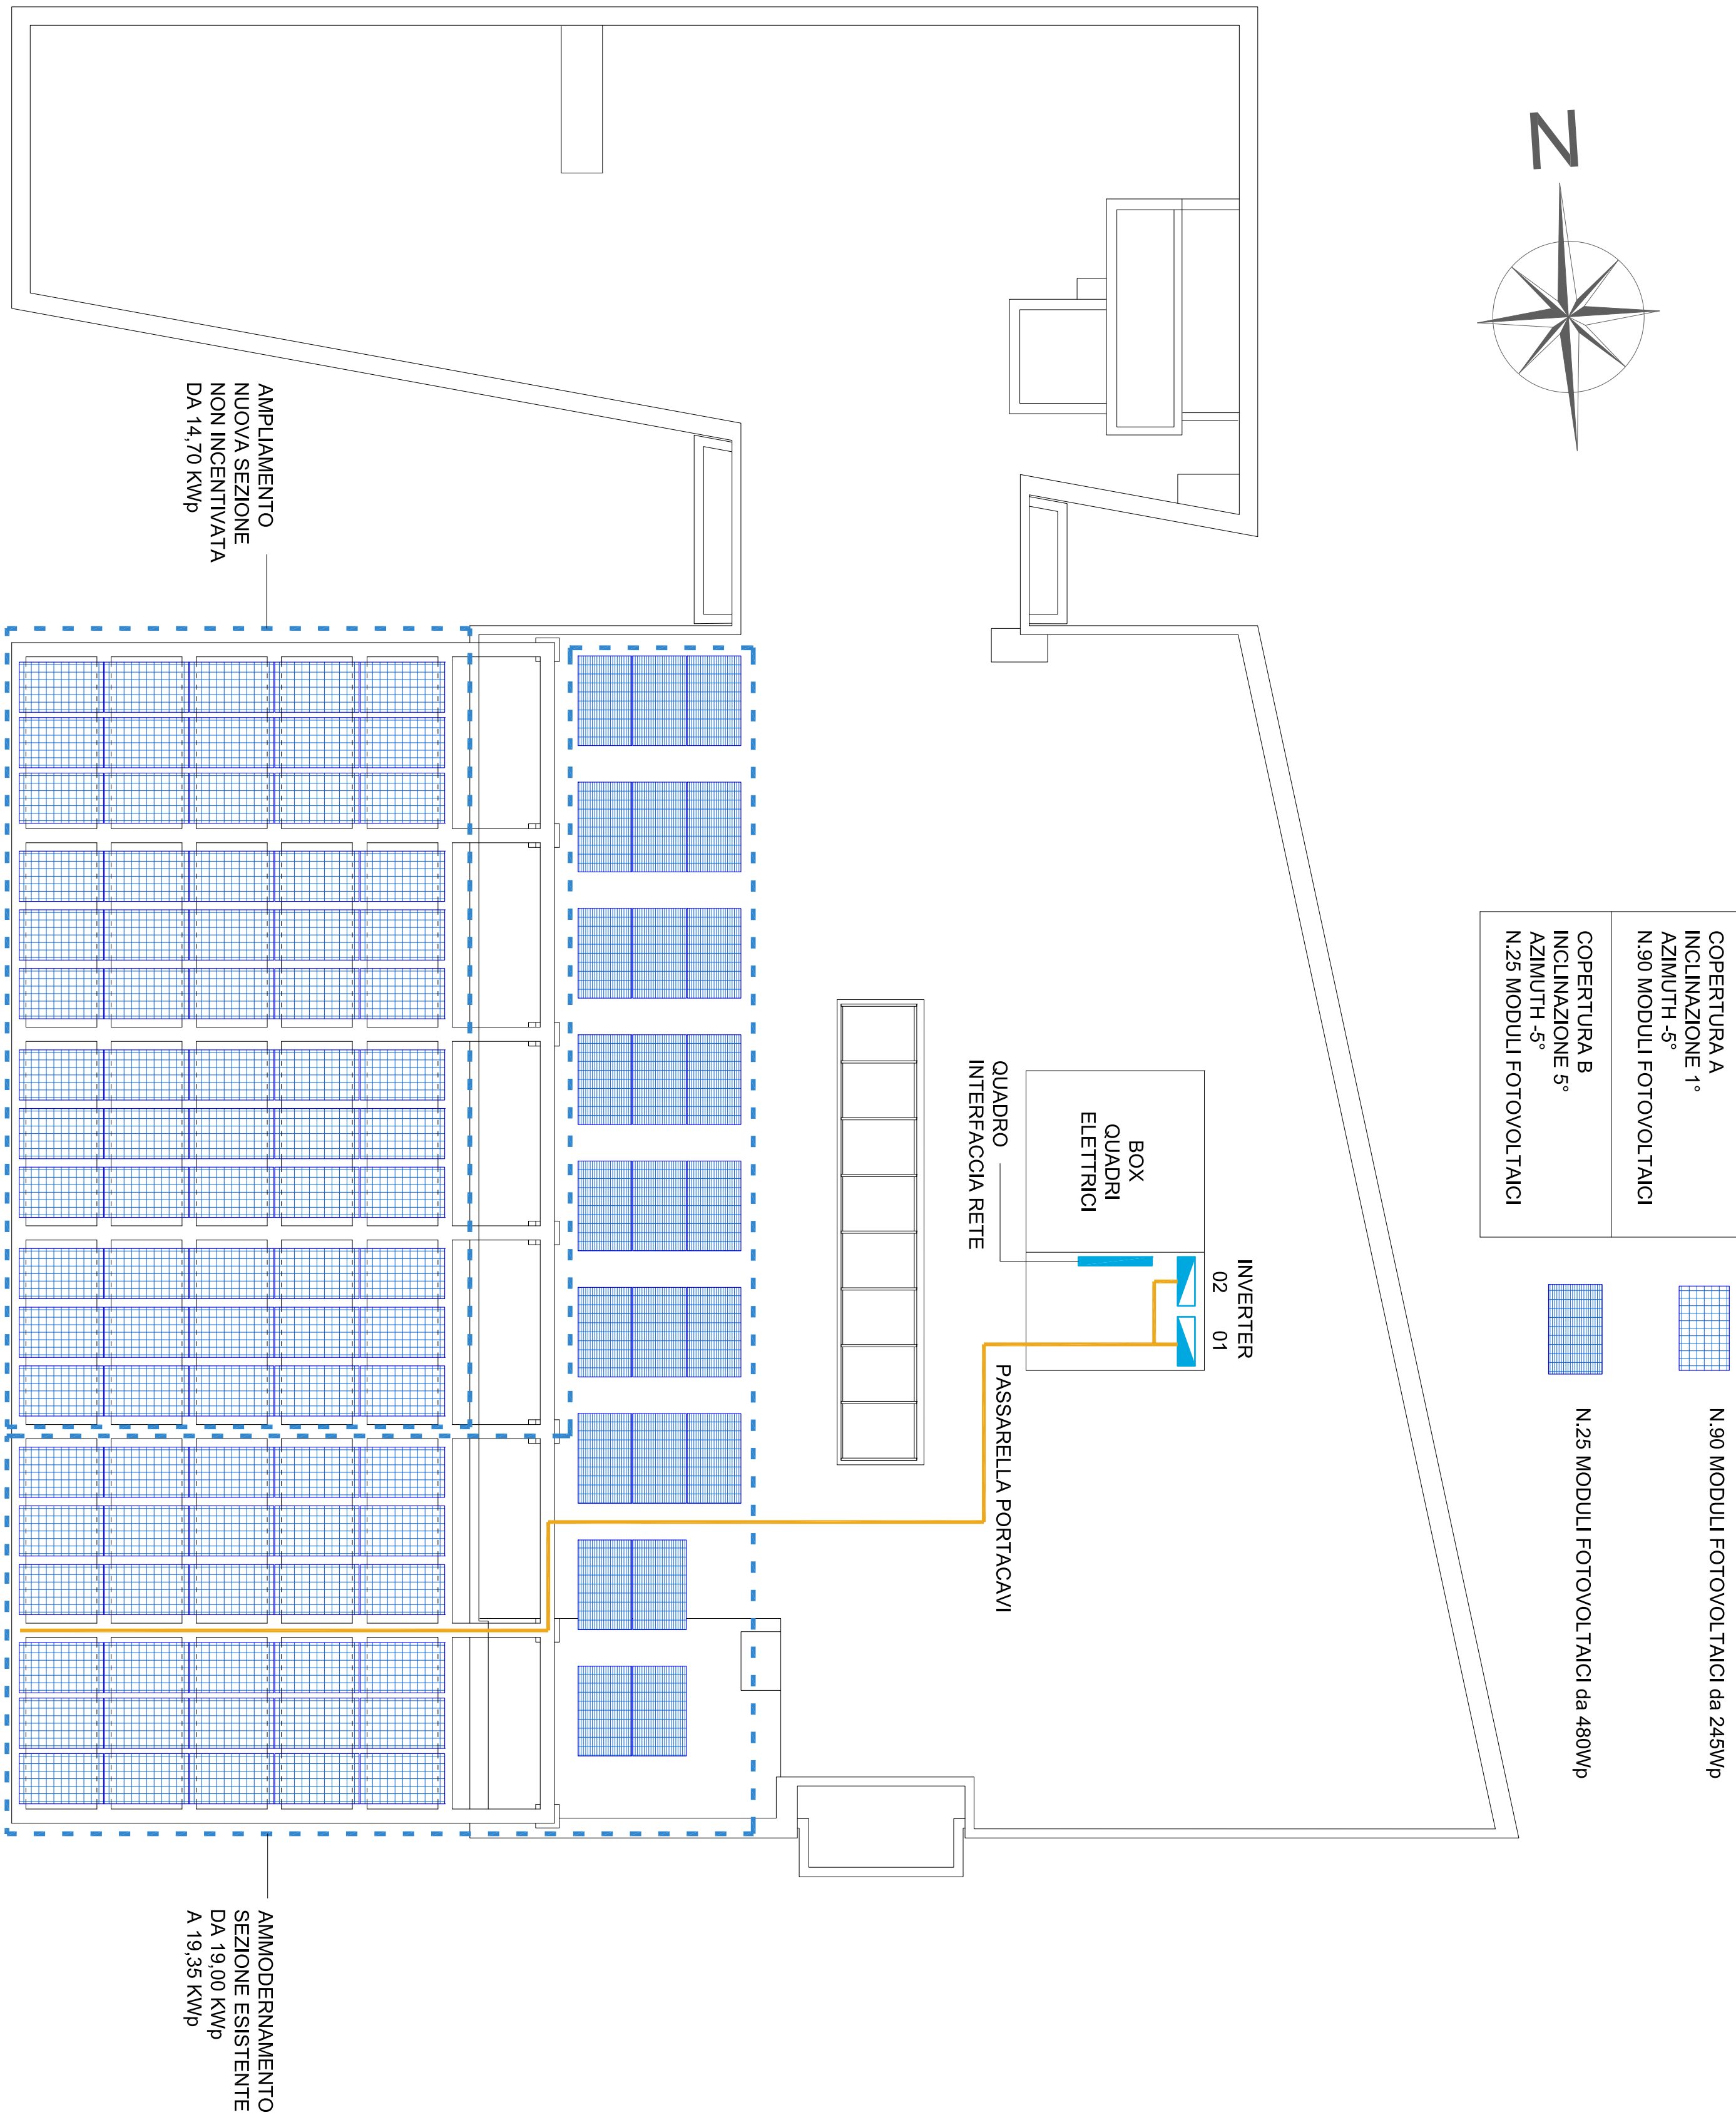 N
COPERTURA A
INCLINAZIONE 1°
AZIMUTH -5°
N.90 MODULI FOTOVOLTAICI
COPERTURA B
INCLINAZIONE 5°
AZIMUTH -5°
N.25 MODULI FOTOVOLTAICI
N.90 MODULI FOTOVOLTAICI da 245Wp
N.25 MODULI FOTOVOLTAICI da 480Wp
INVERTER
02 01
BOX
QUADRI
ELETTRICI
QUADRO
INTERFACCIA RETE
PASSARELLA PORTACAVI
AMPLIAMENTO
NUOVA SEZIONE
NON INCENTIVATA
DA 14,70 KWp
AMMODERNAMENTO
SEZIONE ESISTENTE
DA 19,00 KWp
A 19,35 KWp